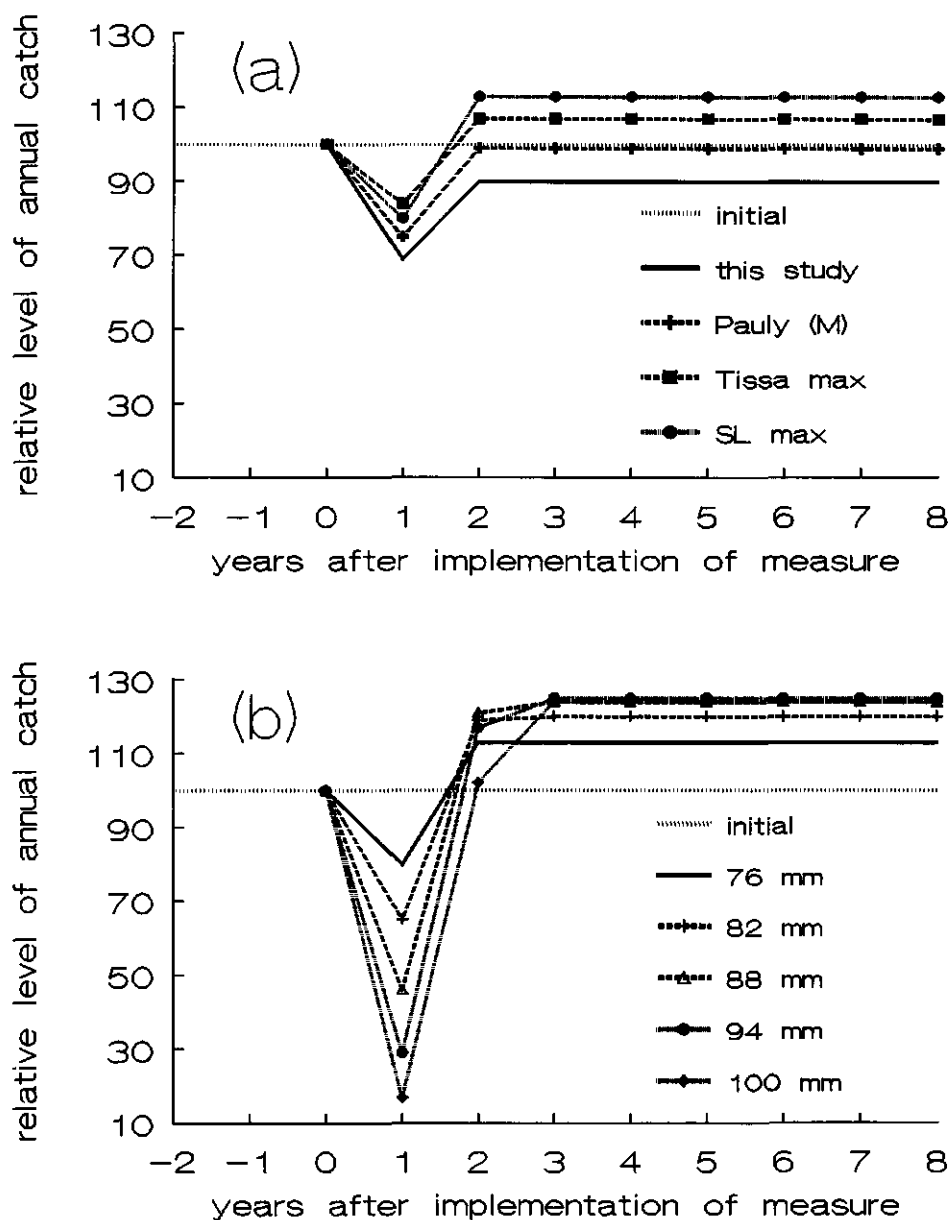 relative level of annual catch
130
110
90
70
50
30
10
(a)
initial
this study
Pauly (M)
Tissa max
SL max
-2 -1 0 1 2 3 4 5 6 7 8
years after implementation of measure
relative level of annual catch
130
110
90
70
50
30
10
(b)
initial
76 mm
82 mm
88 mm
94 mm
100 mm
-2 -1 0 1 2 3 4 5 6 7 8
years after implementation of measure